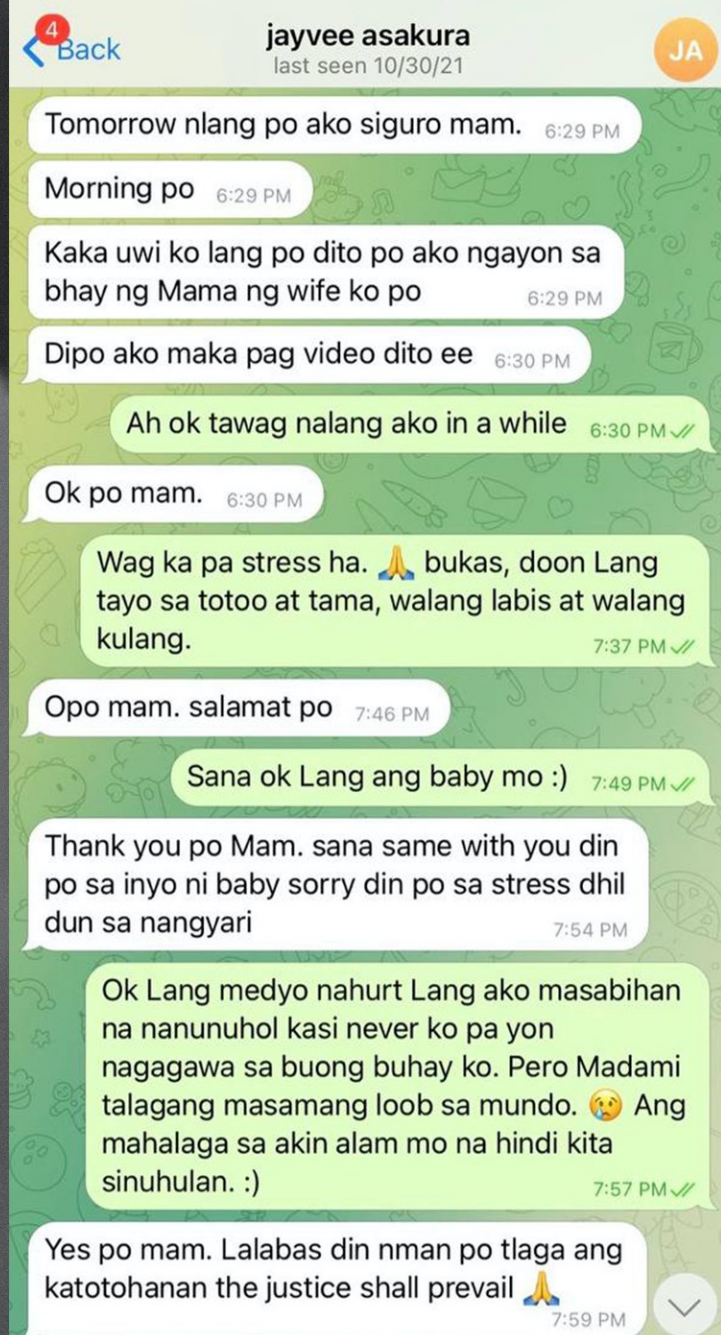 4
Back
jayvee asakura
last seen 10/30/21
JA
Tomorrow nlang po ako siguro mam. 6:29 PM
Morning po 6:29 PM
Kaka uwi ko lang po dito po ako ngayon sa
bhay ng Mama ng wife ko po 6:29 PM
Dipo ako maka pag video dito ee 6:30 PM
Ah ok tawag nalang ako in a while 6:30 PM
Ok po mam. 6:30 PM
Wag ka pa stress ha. 🙏 bukas, doon Lang
tayo sa totoo at tama, walang labis at walang
kulang. 7:37 PM
Opo mam. salamat po 7:46 PM
Sana ok Lang ang baby mo :) 7:49 PM
Thank you po Mam. sana same with you din
po sa inyo ni baby sorry din po sa stress dhil
dun sa nangyari 7:54 PM
Ok Lang medyo nahurt Lang ako masabihan
na nanunuhol kasi never ko pa yon
nagagawa sa buong buhay ko. Pero Madami
talagang masamang loob sa mundo. 😢 Ang
mahalaga sa akin alam mo na hindi kita
sinuhulan. :) 7:57 PM
Yes po mam. Lalabas din nman po tlaga ang
katotohanan the justice shall prevail 🙏
7:59 PM